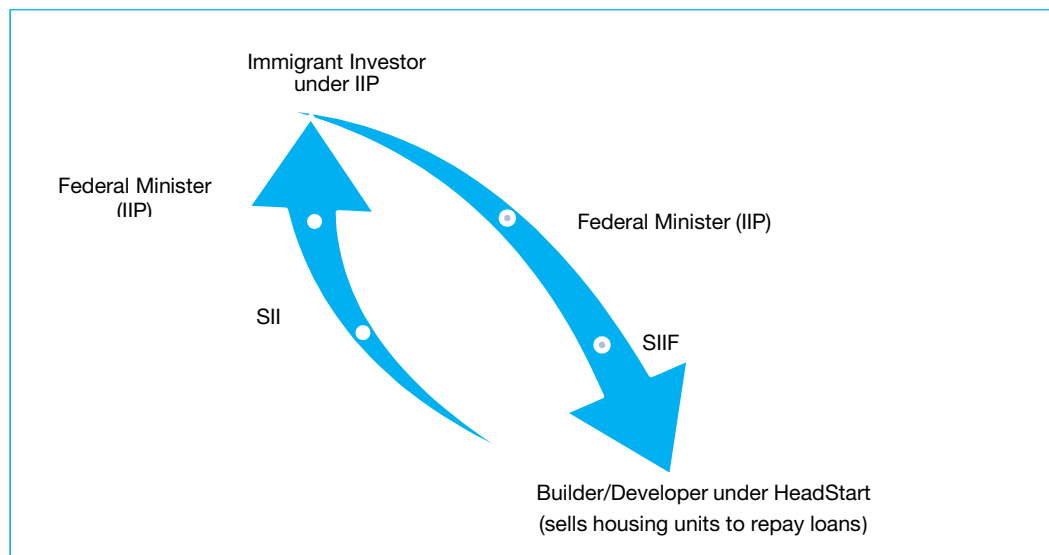 Immigrant Investor
under IIP
Federal Minister
(IIP)
Federal Minister (IIP)
SII
SIIF
Builder/Developer under HeadStart
(sells housing units to repay loans)